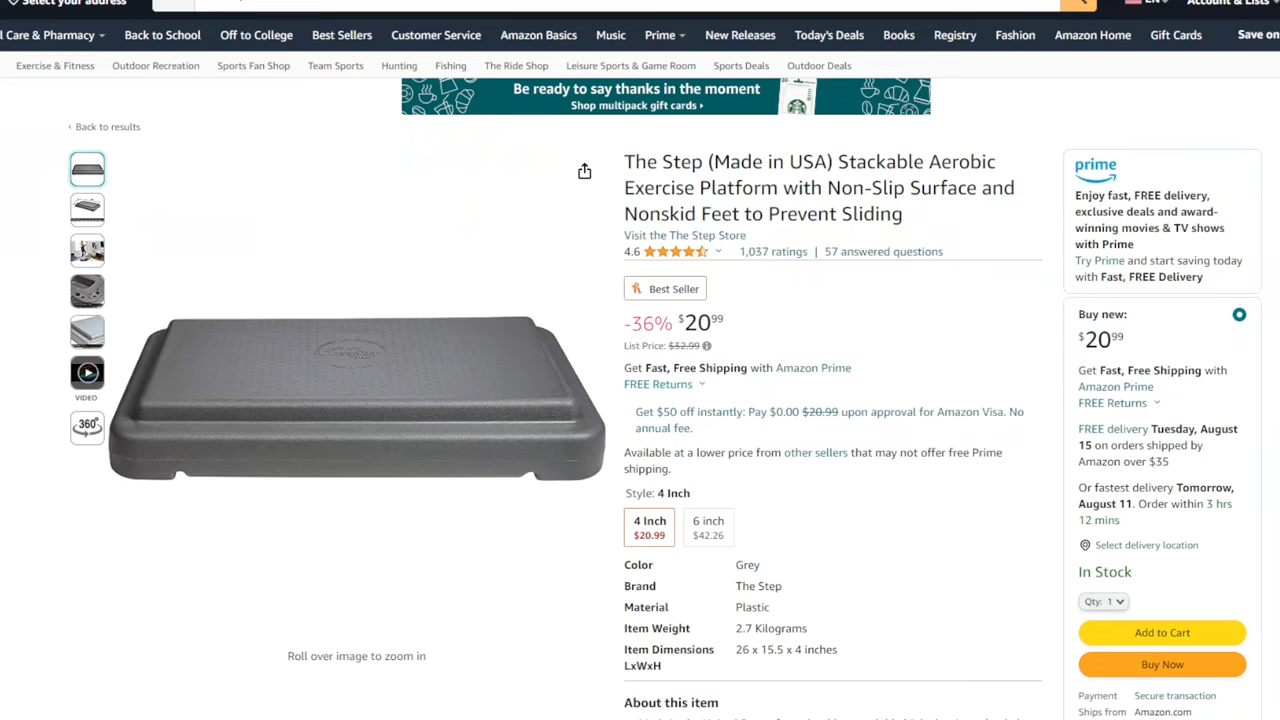 Select your address
EN
Account & Lists
l Care & Pharmacy
Back to School
Off to College
Best Sellers
Customer Service
Amazon Basics
Music
Prime
New Releases
Today's Deals
Books
Registry
Fashion
Amazon Home
Gift Cards
Save on
Exercise & Fitness
Outdoor Recreation
Sports Fan Shop
Team Sports
Hunting
Fishing
The Ride Shop
Leisure Sports & Game Room
Sports Deals
Outdoor Deals
Be ready to say thanks in the moment
Shop multipack gift cards ›
‹ Back to results
VIDEO
360°
Roll over image to zoom in
The Step (Made in USA) Stackable Aerobic
Exercise Platform with Non-Slip Surface and
Nonskid Feet to Prevent Sliding
Visit the The Step Store
4.6
1,037 ratings | 57 answered questions
Best Seller
-36% $20 99
List Price: $32.99
Get Fast, Free Shipping with Amazon Prime
FREE Returns
Get $50 off instantly: Pay $0.00 $20.99 upon approval for Amazon Visa. No
annual fee.
Available at a lower price from other sellers that may not offer free Prime
shipping.
Style: 4 Inch
4 Inch
$20.99
6 inch
$42.26
Color Grey
Brand The Step
Material Plastic
Item Weight 2.7 Kilograms
Item Dimensions 26 x 15.5 x 4 inches
LxWxH
About this item
prime
Enjoy fast, FREE delivery,
exclusive deals and award-
winning movies & TV shows
with Prime
Try Prime and start saving today
with Fast, FREE Delivery
Buy new:
$20 99
Get Fast, Free Shipping with
Amazon Prime
FREE Returns
FREE delivery Tuesday, August
15 on orders shipped by
Amazon over $35
Or fastest delivery Tomorrow,
August 11. Order within 3 hrs
12 mins
Select delivery location
In Stock
Qty: 1
Add to Cart
Buy Now
Payment Secure transaction
Ships from Amazon.com